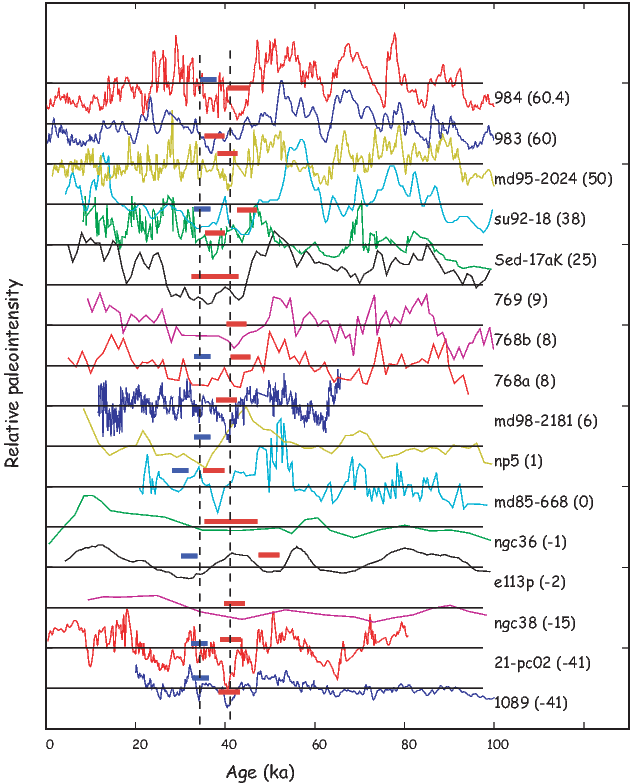 984 (60.4)
983 (60)
md95-2024 (50)
su92-18 (38)
Sed-17aK (25)
769 (9)
768b (8)
768a (8)
md98-2181 (6)
np5 (1)
md85-668 (0)
ngc36 (-1)
e113p (-2)
ngc38 (-15)
21-pc02 (-41)
1089 (-41)
Relative paleointensity
0 20 40 60 80 100
Age (ka)